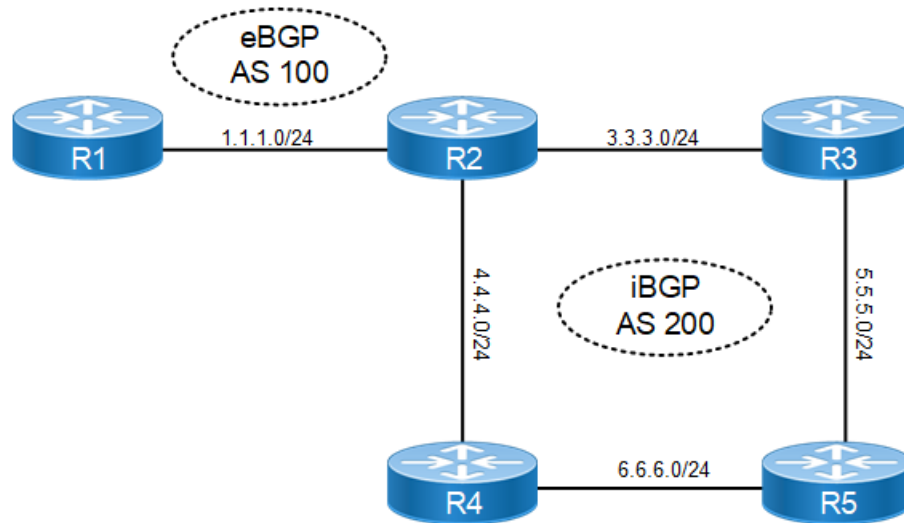 eBGP
AS 100
R1
1.1.1.0/24
R2
3.3.3.0/24
R3
4.4.4.0/24
iBGP
AS 200
5.5.5.0/24
R4
6.6.6.0/24
R5